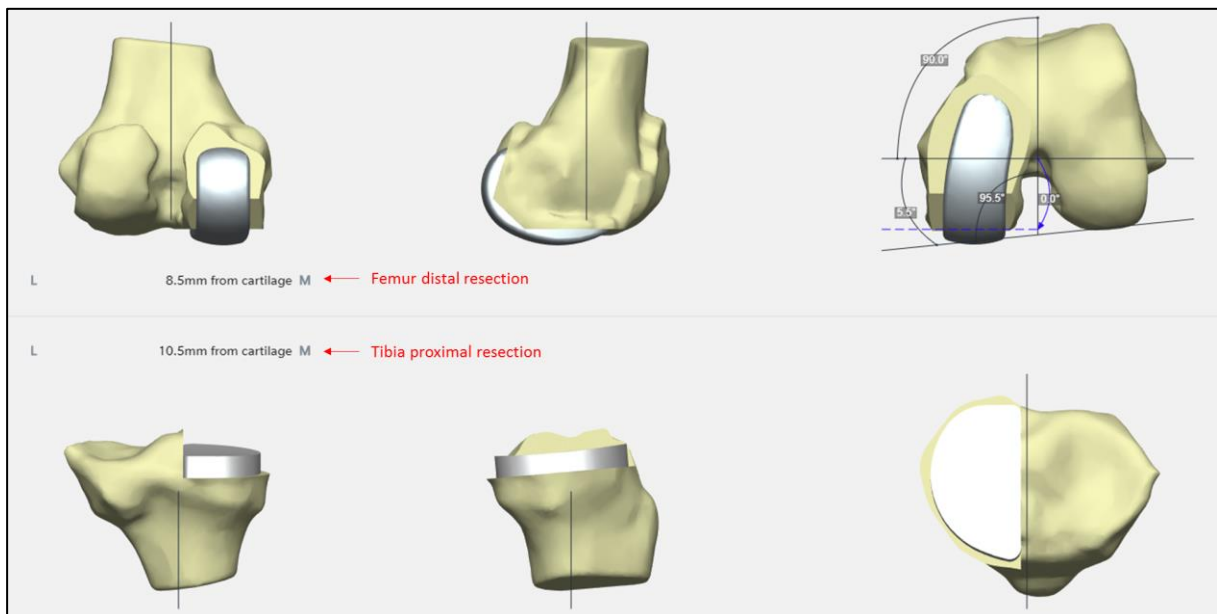 90.0°
95.5°
0.0°
5.5°
L 8.5mm from cartilage M Femur distal resection
L 10.5mm from cartilage M Tibia proximal resection